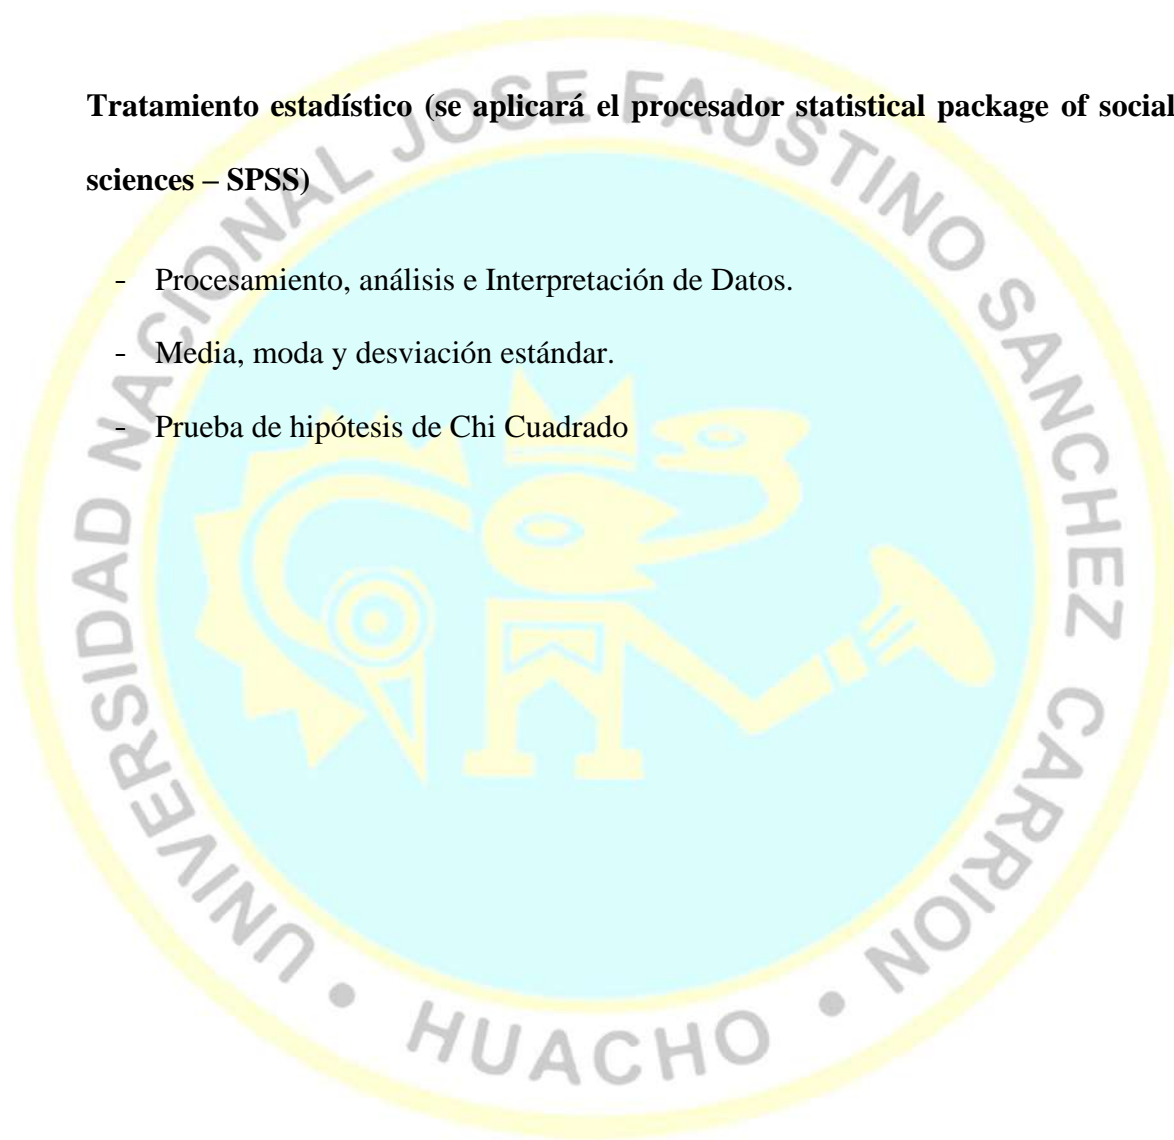 Tratamiento estadístico (se aplicará el procesador statistical package of social
sciences – SPSS)
- Procesamiento, análisis e Interpretación de Datos.
- Media, moda y desviación estándar.
- Prueba de hipótesis de Chi Cuadrado
UNIVERSIDAD NACIONAL JOSE FAUSTINO SANCHEZ CARRION • HUACHO •